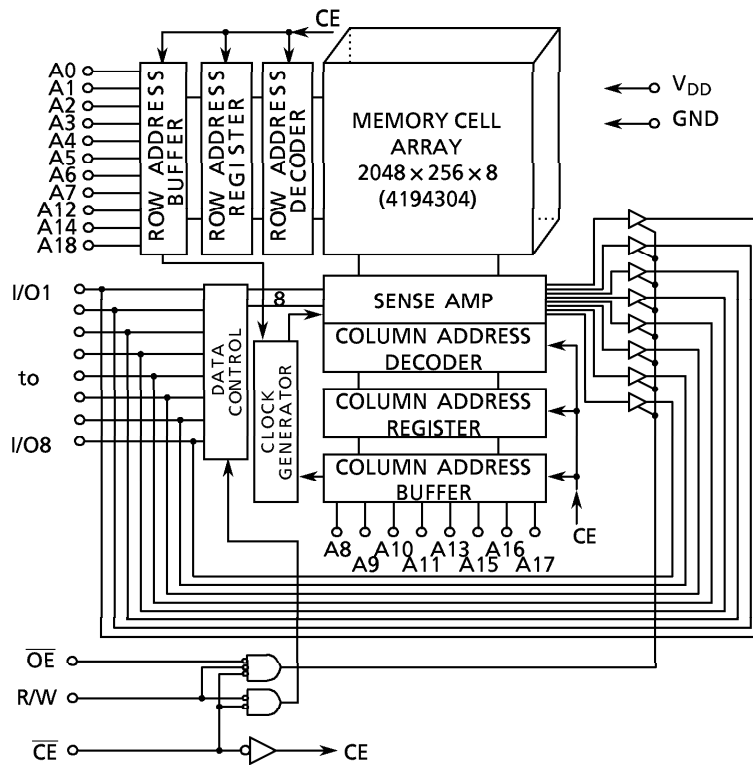 CE
A0
A1
A2
A3
A4
A5
A6
A7
A12
A14
A18
ROW ADDRESS
BUFFER
ROW ADDRESS
REGISTER
ROW ADDRESS
DECODER
MEMORY CELL
ARRAY
2048 × 256 × 8
(4194304)
VDD
GND
I/O1
to
I/O8
DATA
CONTROL
8
CLOCK
GENERATOR
SENSE AMP
COLUMN ADDRESS
DECODER
COLUMN ADDRESS
REGISTER
COLUMN ADDRESS
BUFFER
CE
A8
A9
A10
A11
A13
A15
A16
A17
O̅E̅
R/W
C̅E̅
CE